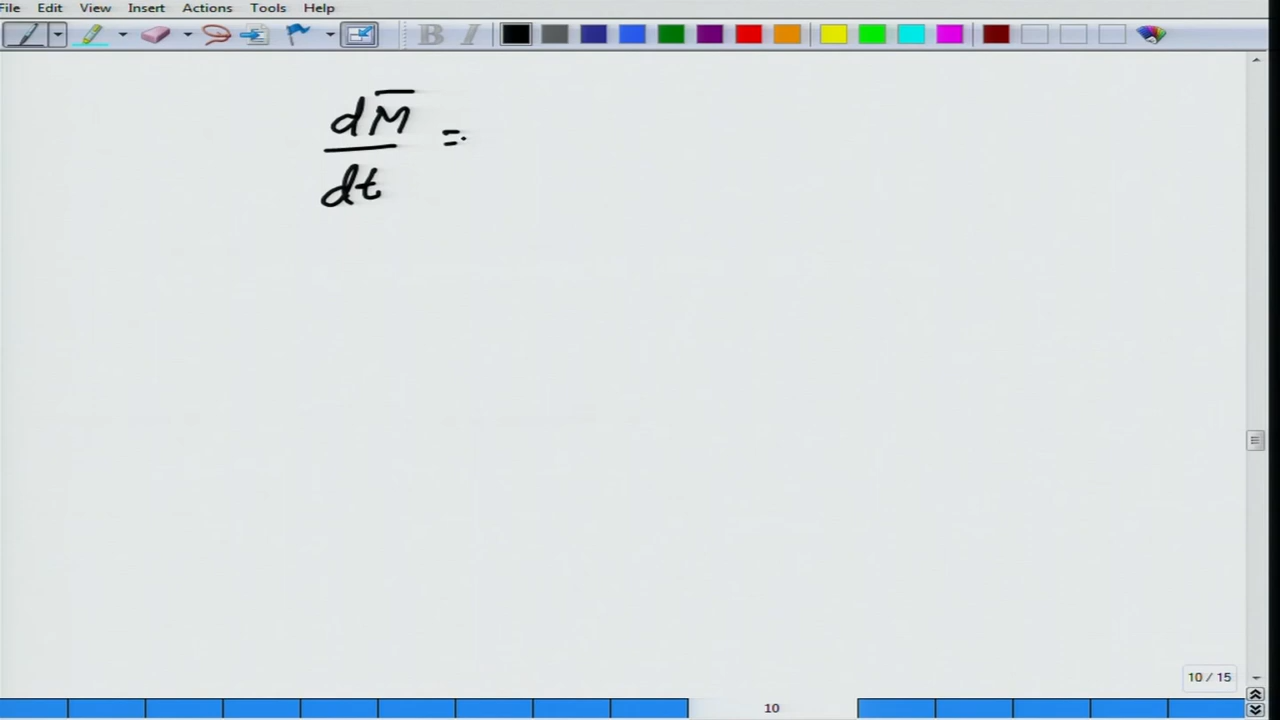 File Edit View Insert Actions Tools Help
B I
dM̅
=
dt
10 / 15
10